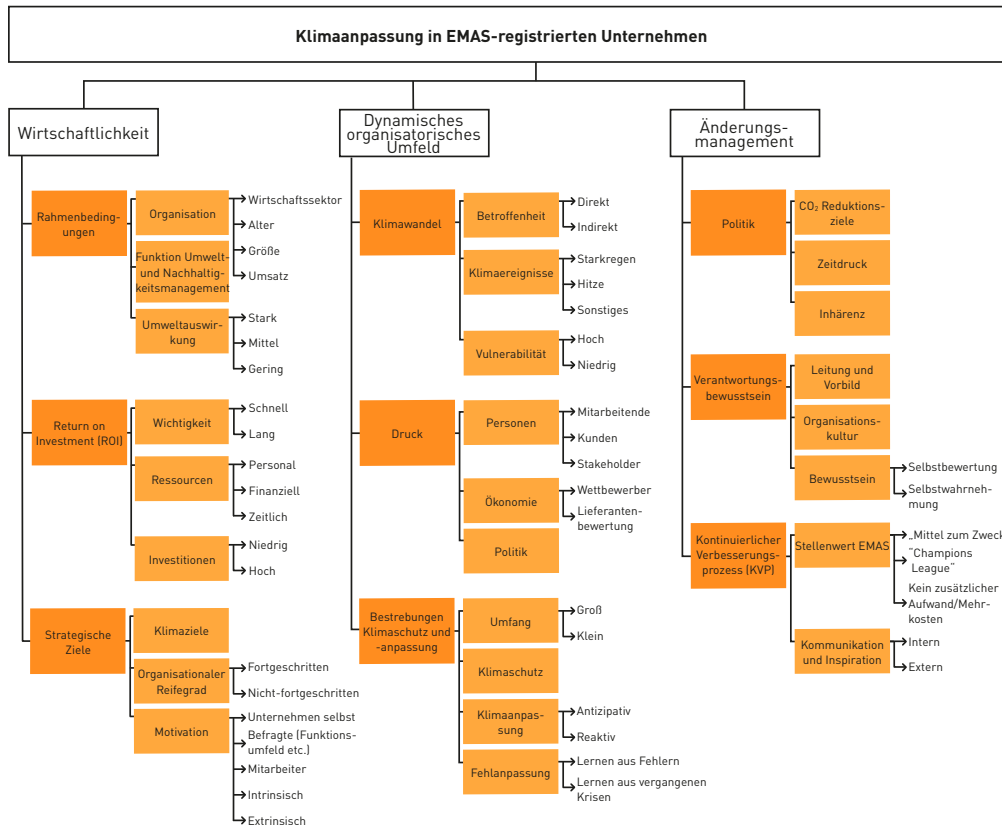 Klimaanpassung in EMAS-registrierten Unternehmen
Wirtschaftlichkeit
Rahmenbeding-
ungen
Organisation
Wirtschaftssektor
Alter
Größe
Umsatz
Funktion Umwelt-
und Nachhaltig-
keitsmanagement
Umweltauswir-
kung
Stark
Mittel
Gering
Return on
Investment (ROI)
Wichtigkeit
Schnell
Lang
Ressourcen
Personal
Finanziell
Zeitlich
Investitionen
Niedrig
Hoch
Strategische
Ziele
Klimaziele
Organisationaler
Reifegrad
Fortgeschritten
Nicht-fortgeschritten
Motivation
Unternehmen selbst
Befragte (Funktions-
umfeld etc.)
Mitarbeiter
Intrinsisch
Extrinsisch
Dynamisches
organisatorisches
Umfeld
Klimawandel
Betroffenheit
Direkt
Indirekt
Klimaereignisse
Starkregen
Hitze
Sonstiges
Vulnerabilität
Hoch
Niedrig
Druck
Personen
Mitarbeitende
Kunden
Stakeholder
Ökonomie
Wettbewerber
Lieferanten-
bewertung
Politik
Bestrebungen
Klimaschutz und
-anpassung
Umfang
Groß
Klein
Klimaschutz
Klimaanpas-
sung
Antizipativ
Reaktiv
Fehlanpassung
Lernen aus Fehlern
Lernen aus vergangenen
Krisen
Änderungs-
management
Politik
CO₂ Reduktions-
ziele
Zeitdruck
Inhärenz
Verantwortungs-
bewusstsein
Leitung und
Vorbild
Organisations-
kultur
Bewusstsein
Selbstbewertung
Selbstwahrneh-
mung
Kontinuierlicher
Verbesserungs-
prozess (KVP)
Stellenwert EMAS
„Mittel zum Zweck
"Champions
League"
Kein zusätzlicher
Aufwand/Mehr-
kosten
Kommunikation
und Inspiration
Intern
Extern